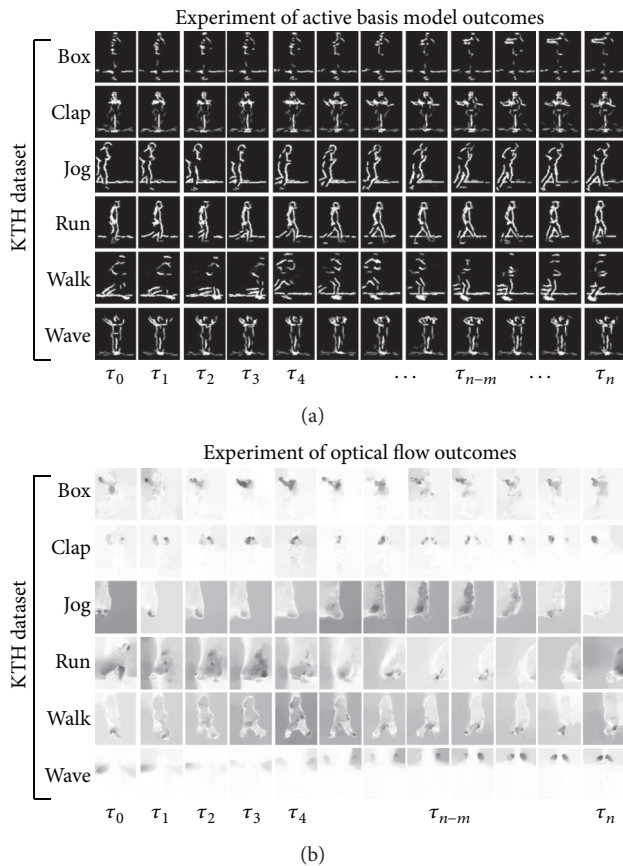 Experiment of active basis model outcomes
KTH dataset
Box
Clap
Jog
Run
Walk
Wave
τ0 τ1 τ2 τ3 τ4 ... τn−m ... τn
(a)
Experiment of optical flow outcomes
KTH dataset
Box
Clap
Jog
Run
Walk
Wave
τ0 τ1 τ2 τ3 τ4 τn−m τn
(b)